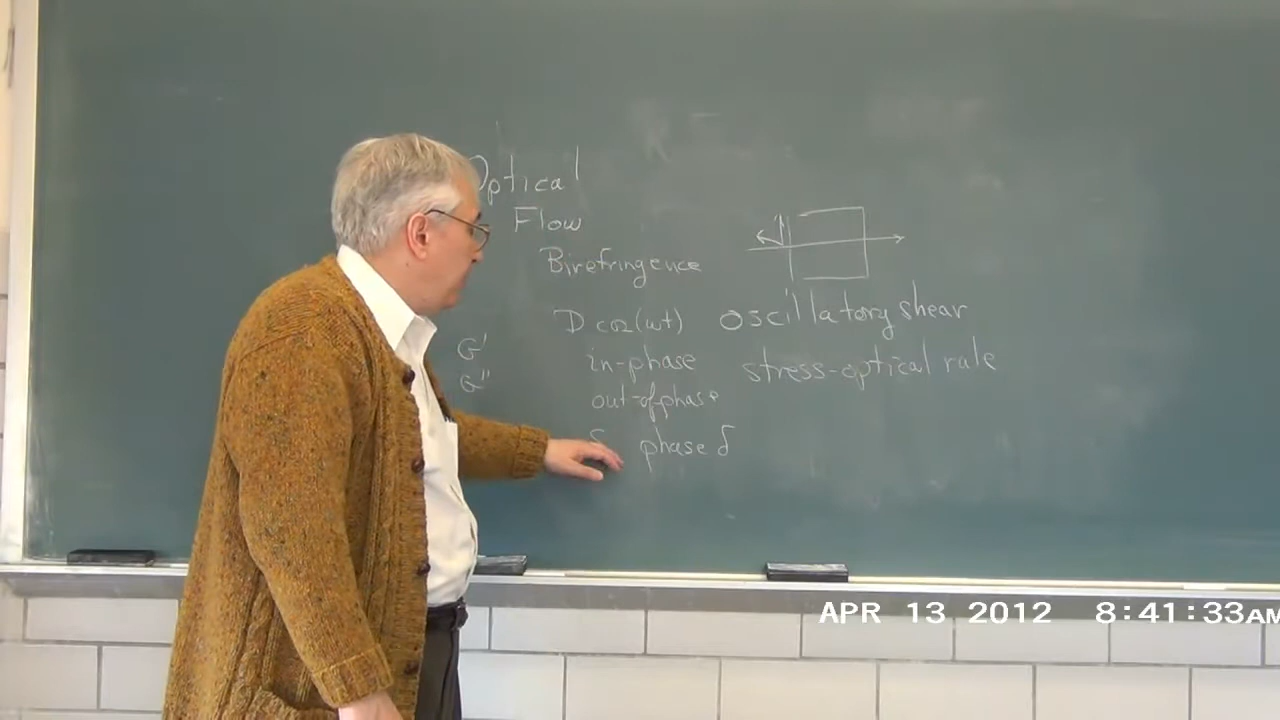 Optical
Flow
Birefringence
D cos(ωt) oscillatory shear
G' in-phase stress-optical rule
G" out-of-phase
δ phase δ
APR 13 2012 8:41:33AM